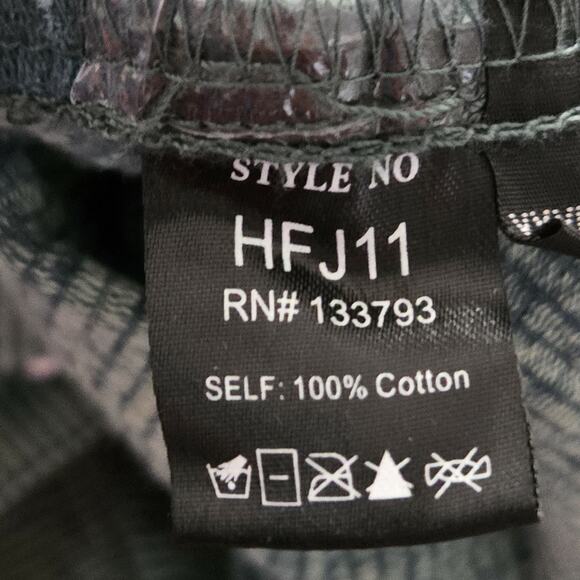 STYLE NO
HFJ11
RN# 133793
SELF: 100% Cotton